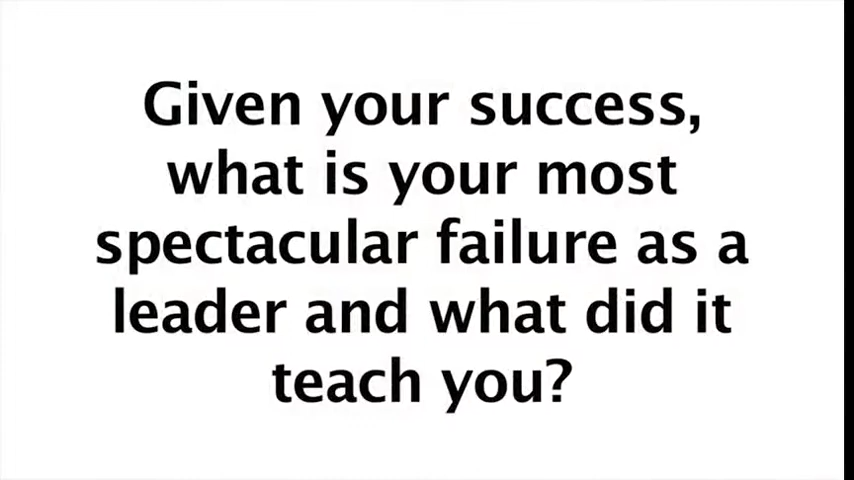 Given your success,
what is your most
spectacular failure as a
leader and what did it
teach you?